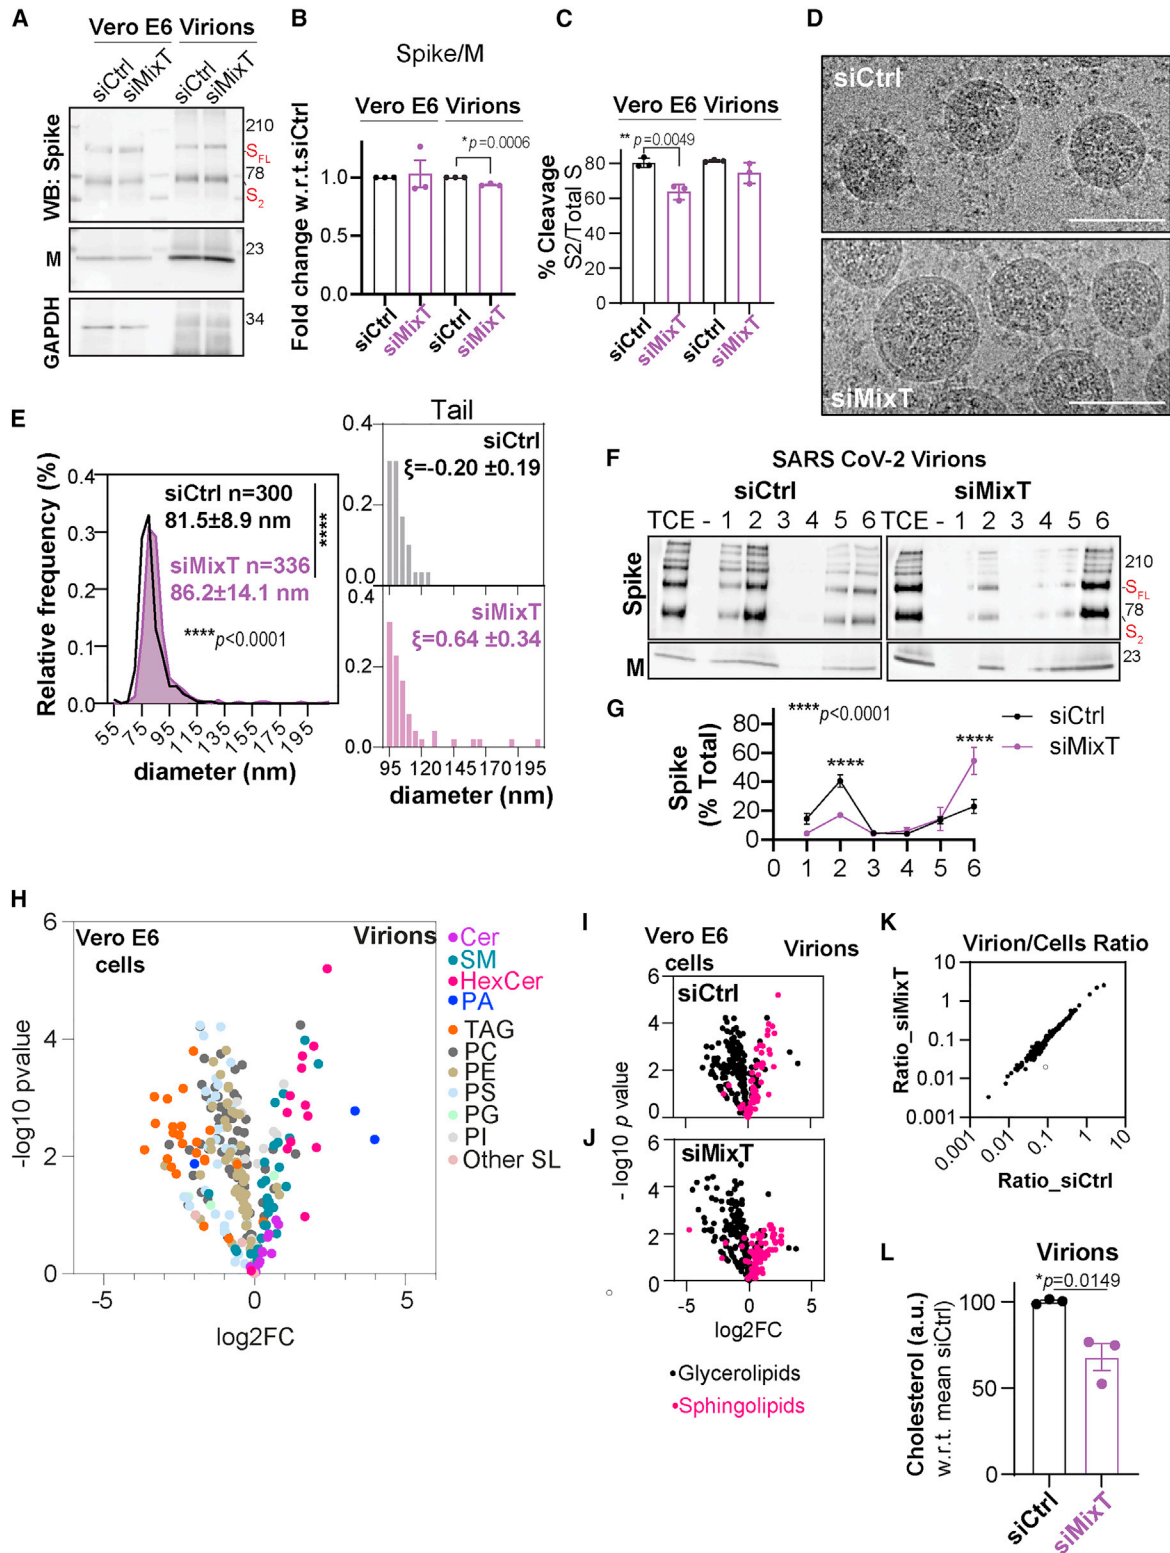 A
Vero E6 Virions
siCtrl
siMixT
siCtrl
siMixT
WB: Spike
210
-S_FL
78
S_2
M
23
GAPDH
34
B
Spike/M
Vero E6 Virions
*p=0.0006
Fold change w.r.t.siCtrl
1.0
0.5
0.0
siCtrl
siMixT
siCtrl
siMixT
C
Vero E6 Virions
** p=0.0049
% Cleavage
S2/Total S
80
60
40
20
0
siCtrl
siMixT
siCtrl
siMixT
D
siCtrl
siMixT
E
Relative frequency (%)
0.4
0.3
0.2
0.1
0.0
siCtrl n=300
81.5±8.9 nm
****
siMixT n=336
86.2±14.1 nm
****p<0.0001
55 75 95 115 135 155 175 195
diameter (nm)
Tail
0.4
0.2
0.0
siCtrl
ξ=-0.20 ±0.19
0.4
0.2
0.0
siMixT
ξ=0.64 ±0.34
95 120 145 170 195
diameter (nm)
F
SARS CoV-2 Virions
siCtrl siMixT
TCE - 1 2 3 4 5 6 TCE - 1 2 3 4 5 6
Spike
210
-S_FL
78
S_2
M
23
G
****p<0.0001
siCtrl
siMixT
Spike
(% Total)
80
60
40
20
0
****
****
0 1 2 3 4 5 6
H
Vero E6
cells
Virions
-log10 pvalue
6
4
2
0
-5 0 5
log2FC
Cer
SM
HexCer
PA
TAG
PC
PE
PS
PG
PI
Other SL
I
Vero E6
cells
Virions
siCtrl
6
4
2
0
- log10 p value
J
siMixT
6
4
2
0
-5 0 5
log2FC
Glycerolipids
Sphingolipids
K
Virion/Cells Ratio
Ratio_siMixT
10
1
0.1
0.01
0.001
0.001 0.01 0.1 1 10
Ratio_siCtrl
L
Virions
*p=0.0149
Cholesterol (a.u.)
w.r.t. mean siCtrl
100
50
0
siCtrl
siMixT